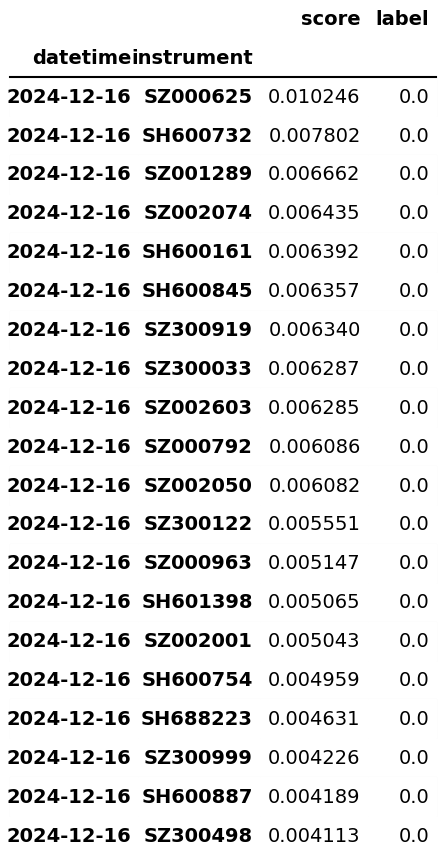 score label
datetime instrument
2024-12-16 SZ000625 0.010246 0.0
2024-12-16 SH600732 0.007802 0.0
2024-12-16 SZ001289 0.006662 0.0
2024-12-16 SZ002074 0.006435 0.0
2024-12-16 SH600161 0.006392 0.0
2024-12-16 SH600845 0.006357 0.0
2024-12-16 SZ300919 0.006340 0.0
2024-12-16 SZ300033 0.006287 0.0
2024-12-16 SZ002603 0.006285 0.0
2024-12-16 SZ000792 0.006086 0.0
2024-12-16 SZ002050 0.006082 0.0
2024-12-16 SZ300122 0.005551 0.0
2024-12-16 SZ000963 0.005147 0.0
2024-12-16 SH601398 0.005065 0.0
2024-12-16 SZ002001 0.005043 0.0
2024-12-16 SH600754 0.004959 0.0
2024-12-16 SH688223 0.004631 0.0
2024-12-16 SZ300999 0.004226 0.0
2024-12-16 SH600887 0.004189 0.0
2024-12-16 SZ300498 0.004113 0.0